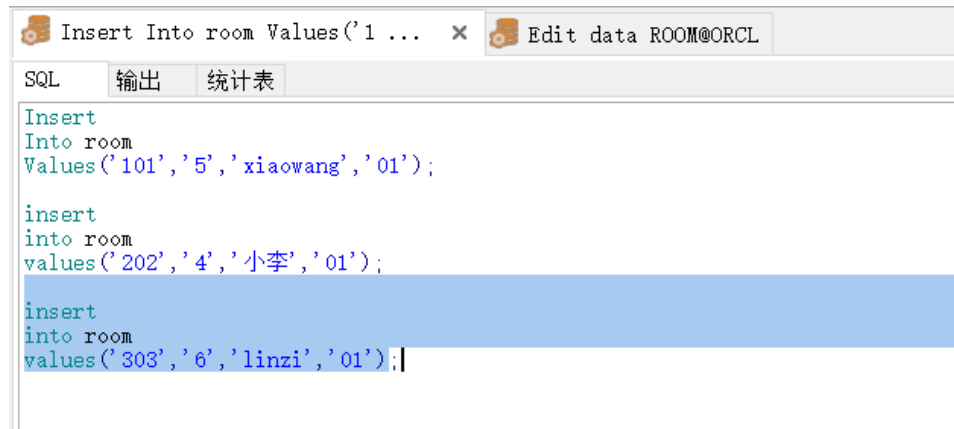 Insert Into room Values('1 ... × Edit data ROOM@ORCL
SQL 输出 统计表
Insert
Into room
Values('101','5','xiaowang','01');
insert
into room
values('202','4','小李','01');
insert
into room
values('303','6','linzi','01');